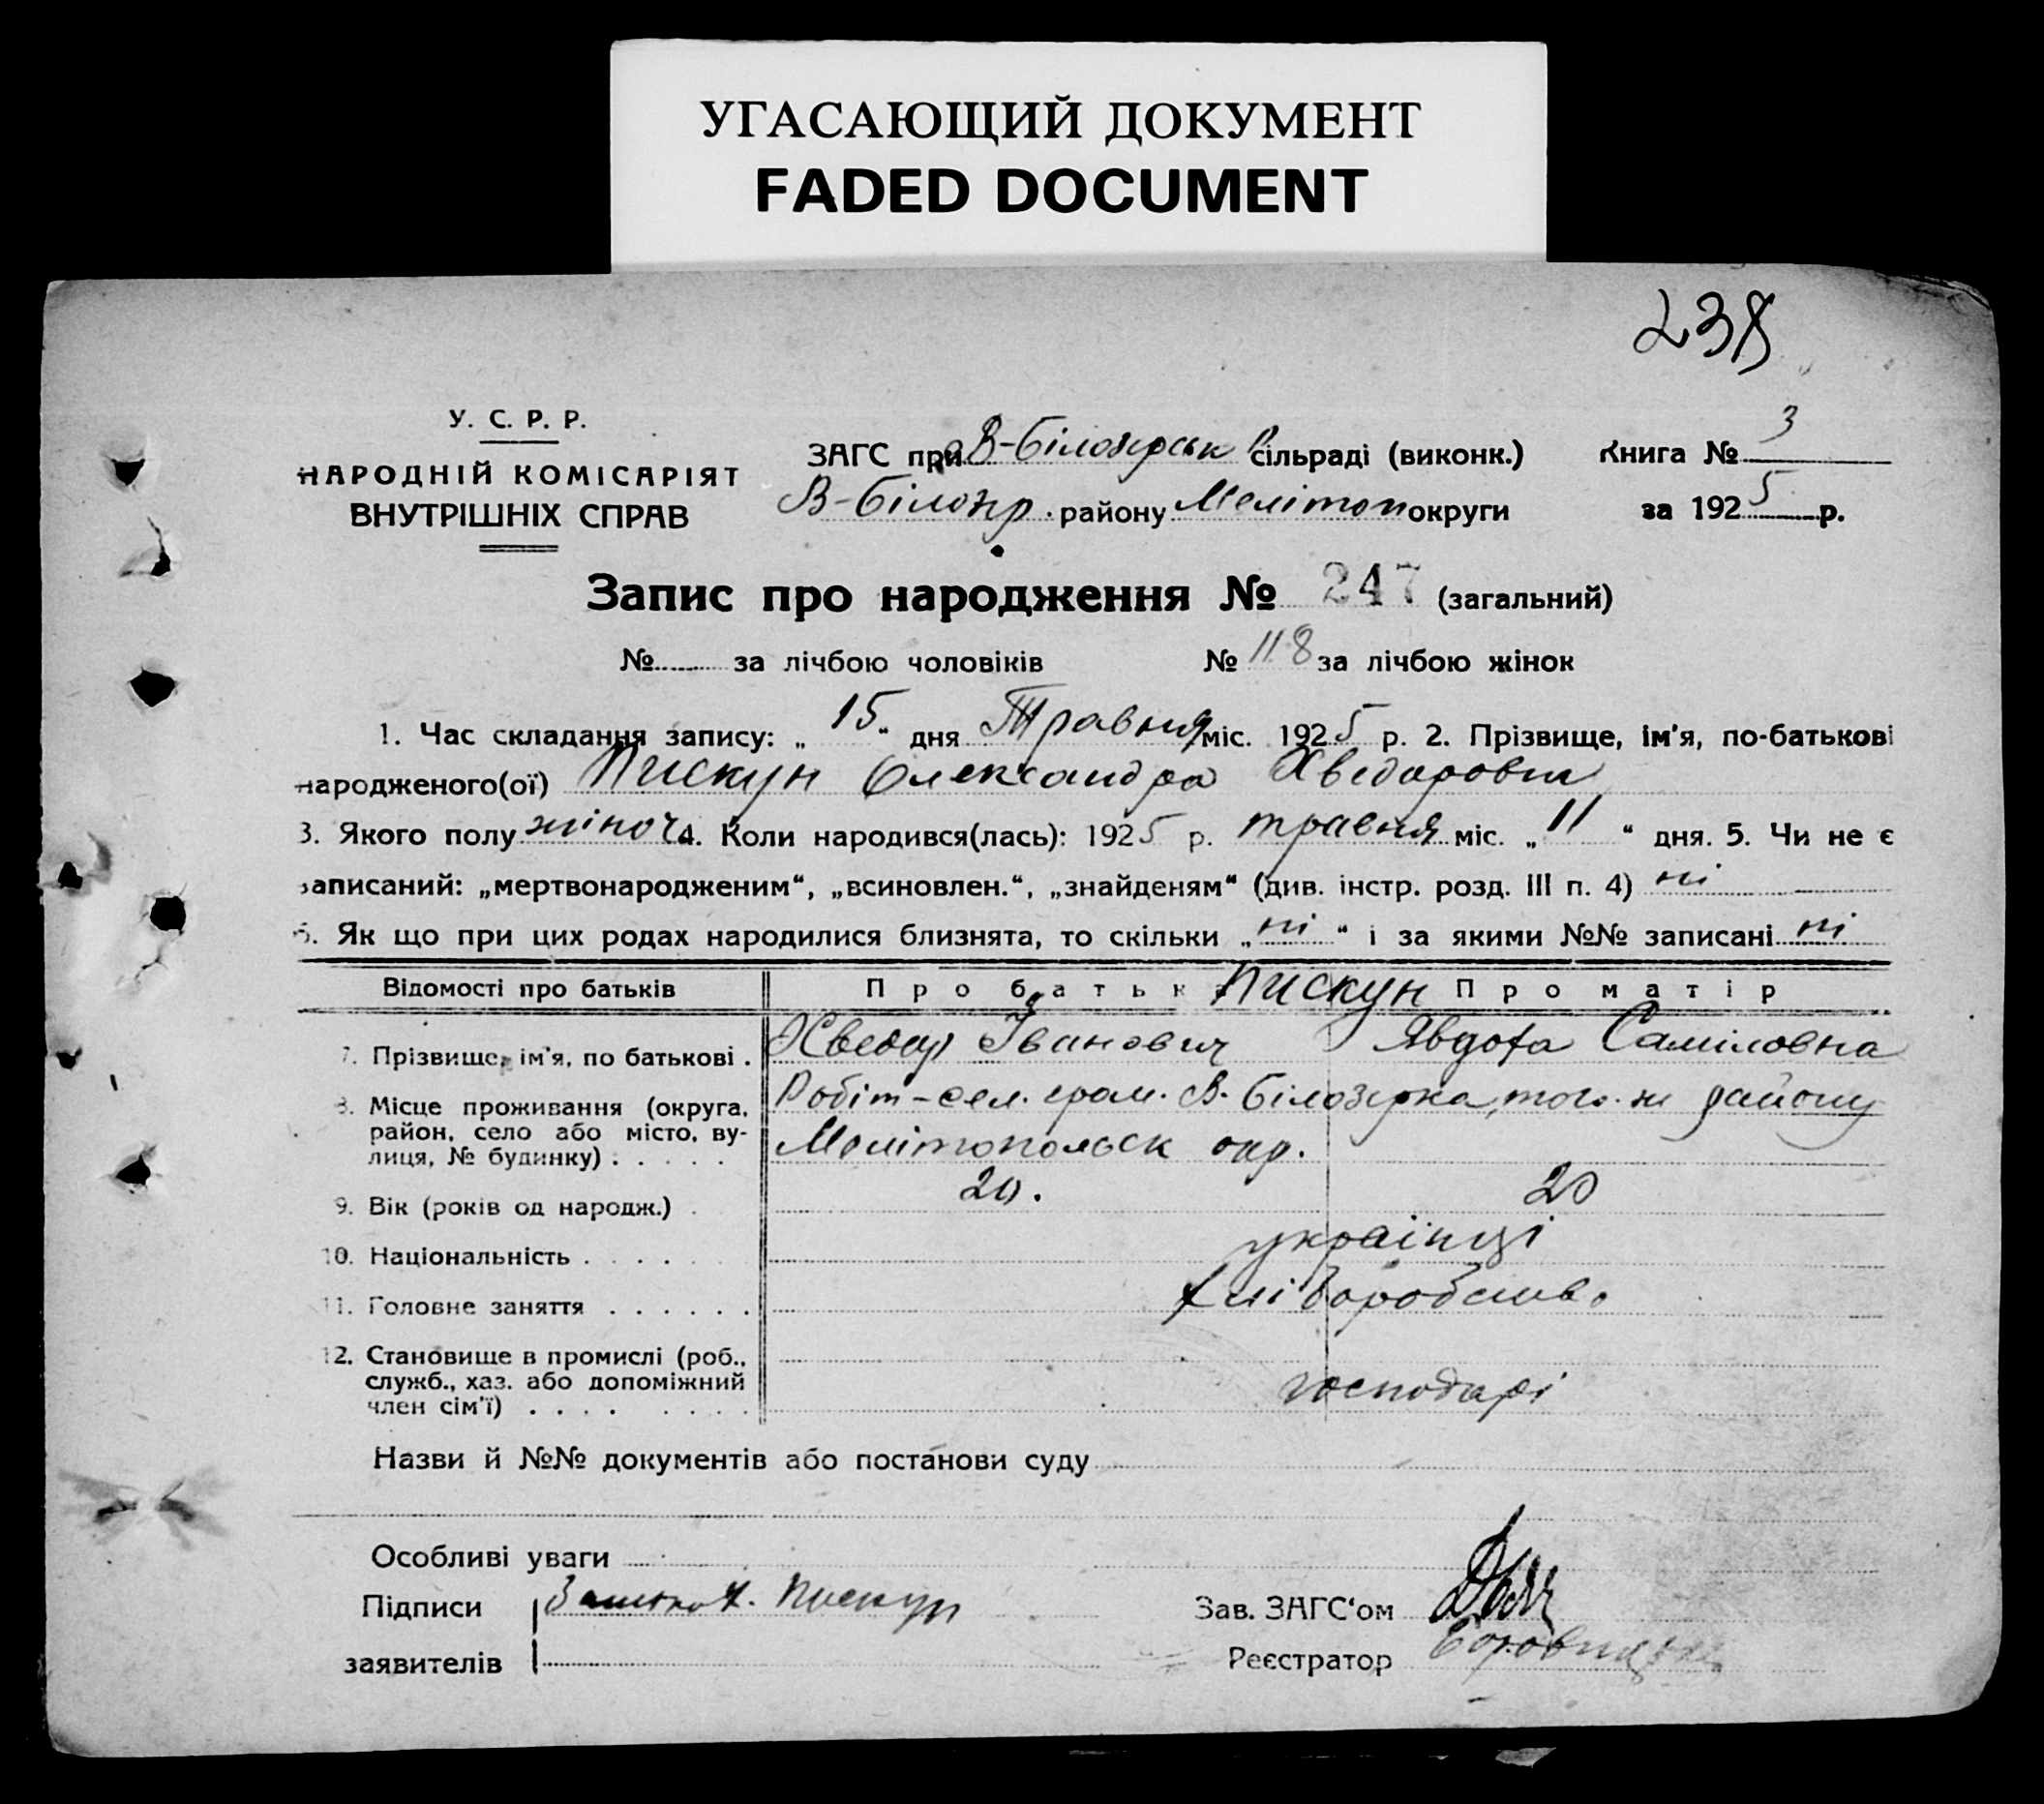 УГАСАЮЩИЙ ДОКУМЕНТ
FADED DOCUMENT
238
У. С. Р. Р.
НАРОДНІЙ КОМІСАРІЯТ
ВНУТРІШНІХ СПРАВ
ЗАГС при В-Білозерськ сільраді (виконк.)
В-Білозер. району Мелітоп округи
Книга № 3
за 1925 р.
Запис про народження № 247 (загальний)
№ за лічбою чоловіків № 118 за лічбою жінок
1. Час складання запису: „15“ дня Травня міс. 1925 р. 2. Прізвище, ім’я, по-батькові
народженого(ої) Пискун Олександра Хведоровна
3. Якого полу жіноч 4. Коли народився(лась): 1925 р. травня міс. „11“ дня. 5. Чи не є
записаний: „мертвонародженим“, „всиновлен.“, „знайденям“ (див. інстр. розд. III п. 4) ні
6. Як що при цих родах народилися близнята, то скільки „ні“ і за якими №№ записані ні
Відомості про батьків Про батька Пискун Про матір
7. Прізвище, ім’я, по батькові . Хведор Іванович Явдоха Саміловна
8. Місце проживання (округа, район, село або місто, вулиця, № будинку) . . . . . Робіт-сел. гром. В. Білозерка, того-ж району
Мелітопольськ окр.
9. Вік (років од народж.) . 20. 20
10. Національність . . . . . . українці
11. Головне заняття . . . . . . хліборобство
12. Становище в промислі (роб.,
служб., хаз. або допоміжний
член сім’ї) . . . . . . . . господарі
Назви й №№ документів або постанови суду
Особливі уваги
Підписи Пискун
заявителів
Зав. ЗАГС‘ом
Реєстратор